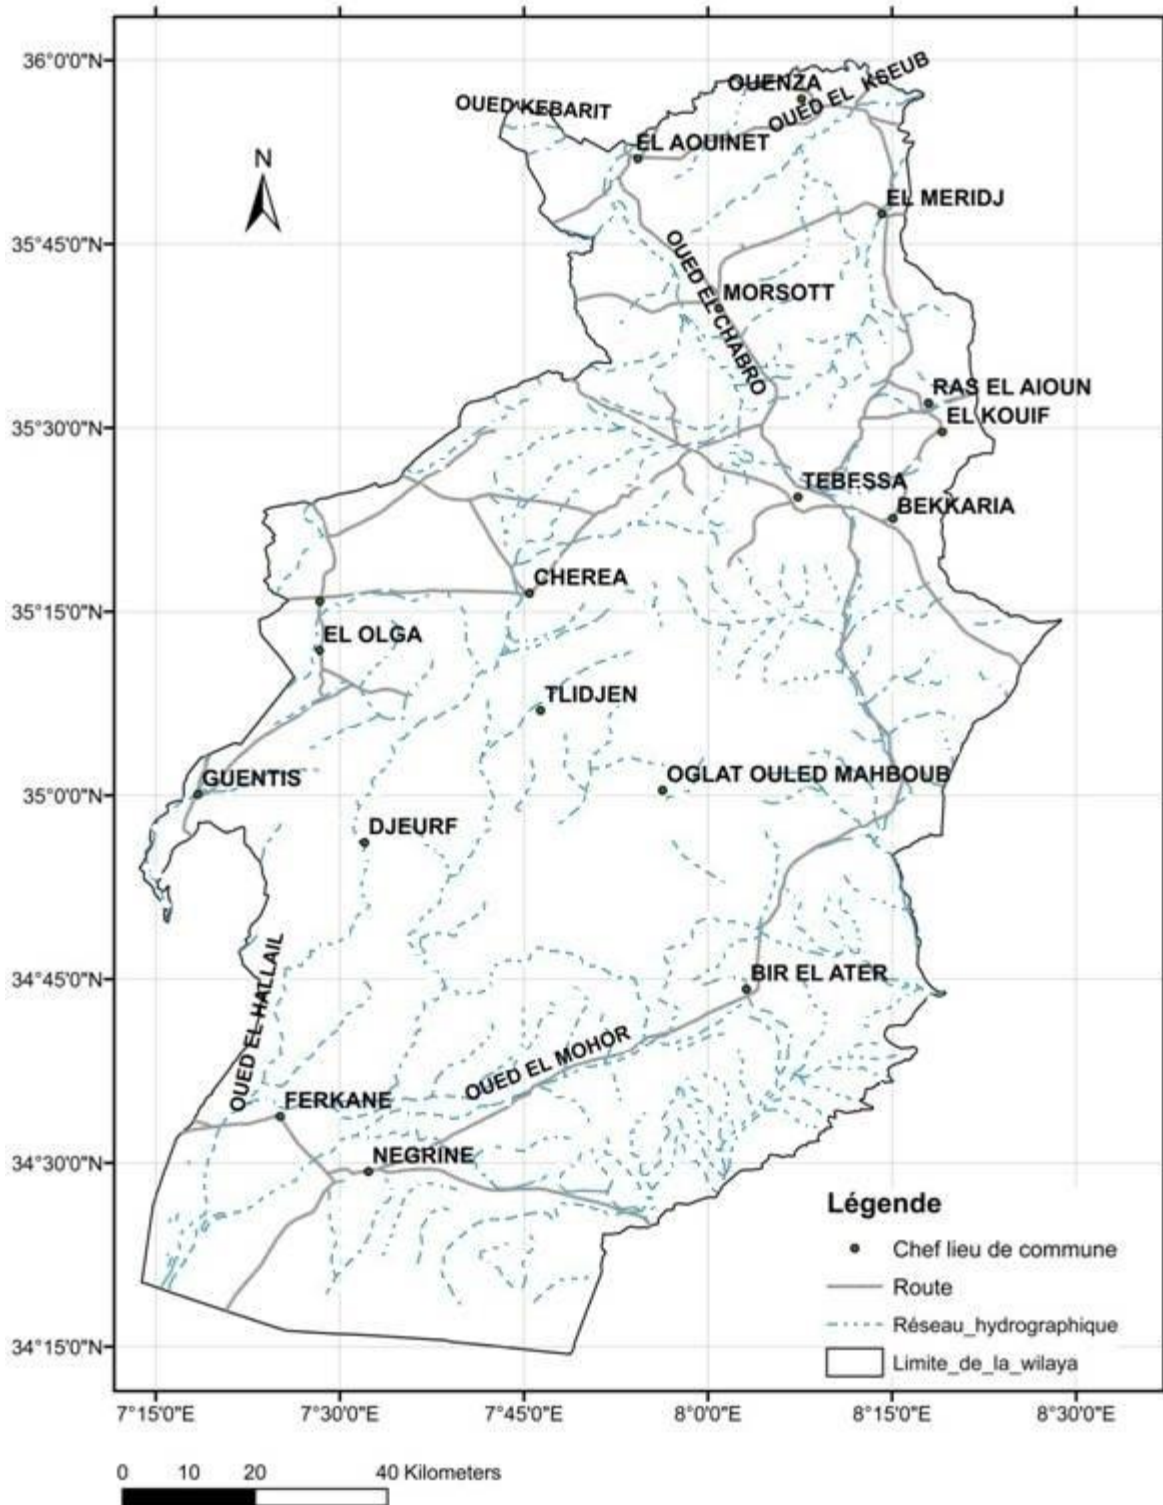 36°0'0"N
OUENZA
OUED EL KSEUB
OUED KEBARIT
EL AOUINET
N
EL MERIDJ
35°45'0"N
OUED EL CHABRO
MORSOTT
RAS EL AIOUN
EL KOUIF
35°30'0"N
TEBESSA
BEKKARIA
CHEREA
35°15'0"N
EL OLGA
TLIDJEN
OGLAT OULED MAHBOUB
GUENTIS
35°0'0"N
DJEURF
OUED EL HALLAIL
34°45'0"N
BIR EL ATER
OUED EL MOHOR
FERKANE
NEGRINE
34°30'0"N
Légende
Chef lieu de commune
Route
Réseau_hydrographique
Limite_de_la_wilaya
34°15'0"N
7°15'0"E 7°30'0"E 7°45'0"E 8°0'0"E 8°15'0"E 8°30'0"E
0 10 20 40 Kilometers